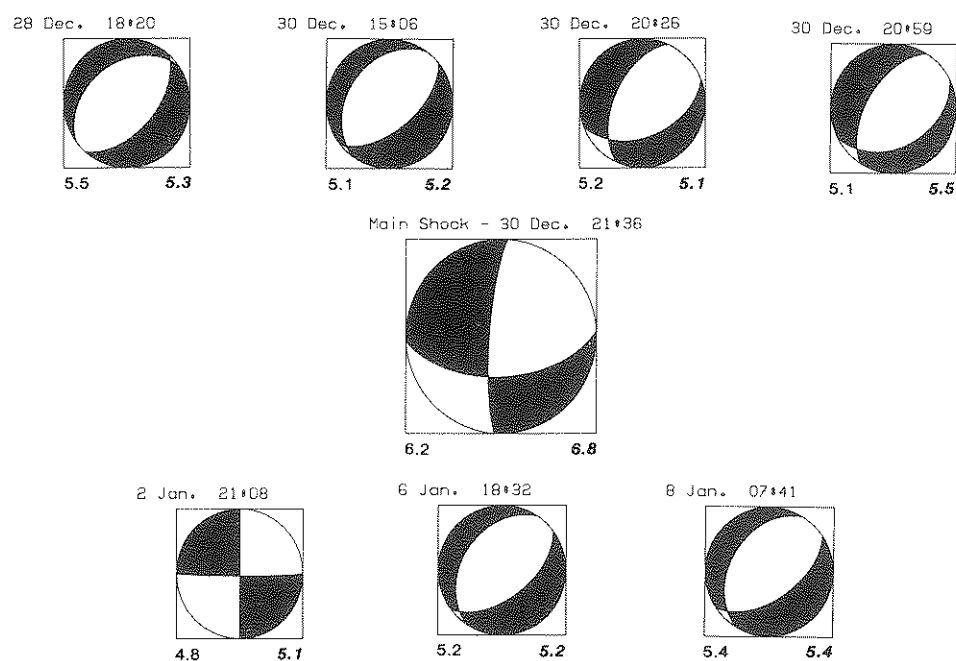 28 Dec. 18:20
30 Dec. 15:06
30 Dec. 20:26
30 Dec. 20:59
5.5 5.3
5.1 5.2
5.2 5.1
5.1 5.5
Main Shock - 30 Dec. 21:36
6.2 6.8
2 Jan. 21:08
6 Jan. 18:32
8 Jan. 07:41
4.8 5.1
5.2 5.2
5.4 5.4